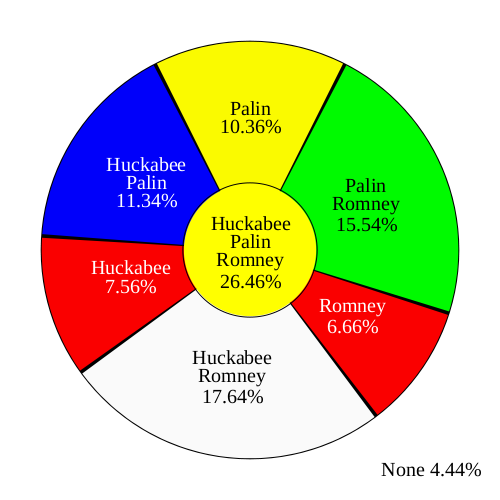 Palin
10.36%
Huckabee
Palin
11.34%
Palin
Romney
15.54%
Huckabee
Palin
Romney
26.46%
Huckabee
7.56%
Romney
6.66%
Huckabee
Romney
17.64%
None 4.44%